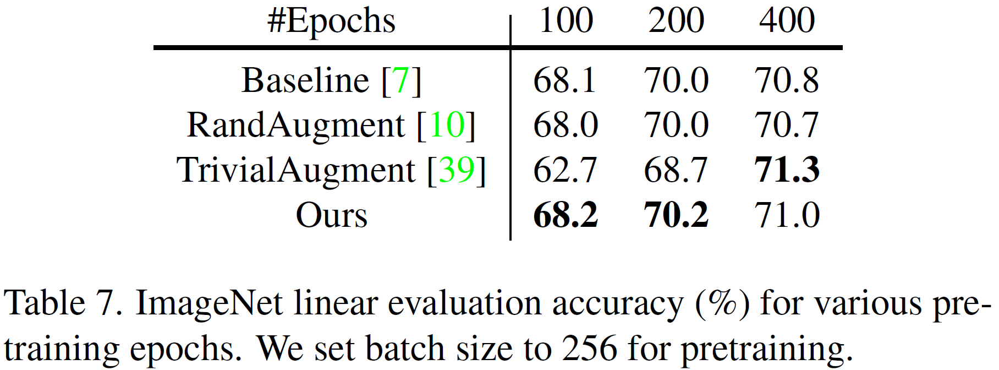 #Epochs 100 200 400
Baseline [7] 68.1 70.0 70.8
RandAugment [10] 68.0 70.0 70.7
TrivialAugment [39] 62.7 68.7 71.3
Ours 68.2 70.2 71.0
Table 7. ImageNet linear evaluation accuracy (%) for various pre-
training epochs. We set batch size to 256 for pretraining.